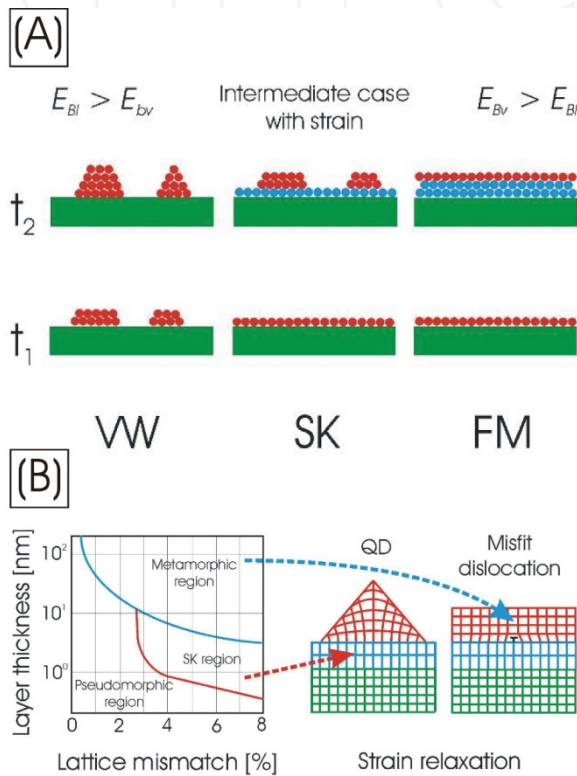 (A)
E_Bl > E_bv
Intermediate case
with strain
E_Bv > E_Bl
t_2
t_1
VW
SK
FM
(B)
Layer thickness [nm]
10^2
10^1
10^0
Metamorphic
region
SK region
Pseudomorphic
region
0
2
4
6
8
Lattice mismatch [%]
QD
Misfit
dislocation
Strain relaxation